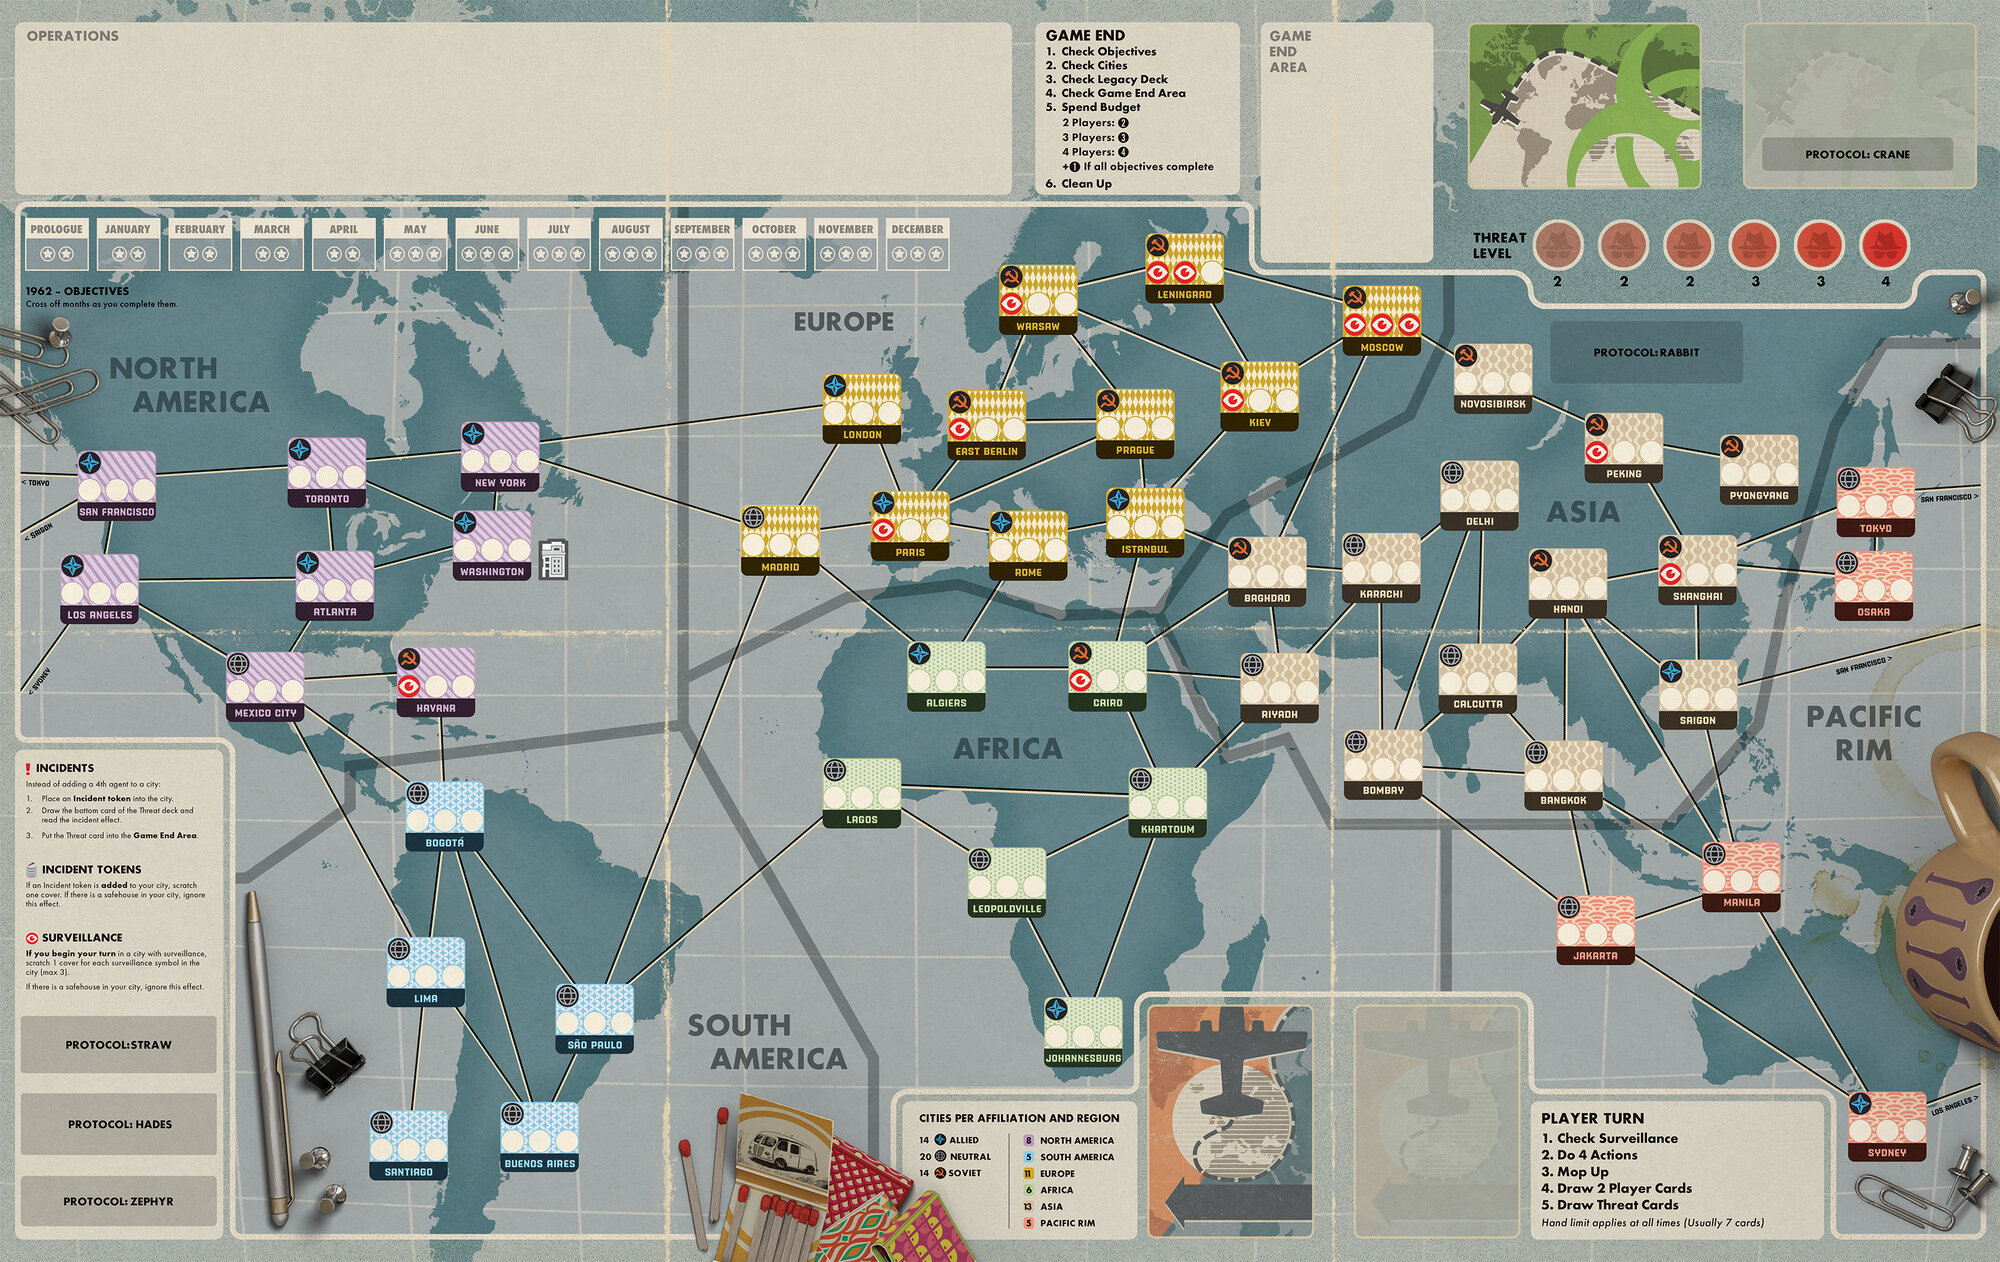 OPERATIONS
GAME END
1. Check Objectives
2. Check Cities
3. Check Legacy Deck
4. Check Game End Area
5. Spend Budget
2 Players: 2
3 Players: 3
4 Players: 4
+1 If all objectives complete
6. Clean Up
GAME
END
AREA
PROTOCOL: CRANE
THREAT
LEVEL
2
2
2
3
3
4
PROLOGUE
JANUARY
FEBRUARY
MARCH
APRIL
MAY
JUNE
JULY
AUGUST
SEPTEMBER
OCTOBER
NOVEMBER
DECEMBER
1962 - OBJECTIVES
Cross off months as you complete them.
NORTH
AMERICA
EUROPE
LENINGRAD
WARSAW
MOSCOW
PROTOCOL: RABBIT
NOVOSIBIRSK
LONDON
EAST BERLIN
PRAGUE
KIEV
PEKING
PYONGYANG
< TOKYO
SAN FRANCISCO
TORONTO
NEW YORK
< SAIGON
DELHI
ASIA
TOKYO
SAN FRANCISCO >
WASHINGTON
MADRID
PARIS
ROME
ISTANBUL
LOS ANGELES
ATLANTA
BAGHDAD
KARACHI
HANOI
SHANGHAI
OSAKA
< SYDNEY
MEXICO CITY
HAVANA
ALGIERS
CAIRO
RIYADH
CALCUTTA
SAIGON
SAN FRANCISCO >
AFRICA
PACIFIC
RIM
BOMBAY
BANGKOK
LAGOS
KHARTOUM
BOGOTÁ
LEOPOLDVILLE
MANILA
JAKARTA
LIMA
SÃO PAULO
JOHANNESBURG
SOUTH
AMERICA
SANTIAGO
BUENOS AIRES
LOS ANGELES >
SYDNEY
! INCIDENTS
Instead of adding a 4th agent to a city:
1. Place an Incident token into the city.
2. Draw the bottom card of the Threat deck and
read the incident effect.
3. Put the Threat card into the Game End Area.
INCIDENT TOKENS
If an Incident token is added to your city, scratch
one cover. If there is a safehouse in your city, ignore
this effect.
SURVEILLANCE
If you begin your turn in a city with surveillance,
scratch 1 cover for each surveillance symbol in the
city (max 3).
If there is a safehouse in your city, ignore this effect.
PROTOCOL: STRAW
PROTOCOL: HADES
PROTOCOL: ZEPHYR
CITIES PER AFFILIATION AND REGION
14 ALLIED
20 NEUTRAL
14 SOVIET
8 NORTH AMERICA
5 SOUTH AMERICA
11 EUROPE
6 AFRICA
13 ASIA
5 PACIFIC RIM
PLAYER TURN
1. Check Surveillance
2. Do 4 Actions
3. Mop Up
4. Draw 2 Player Cards
5. Draw Threat Cards
Hand limit applies at all times (Usually 7 cards)